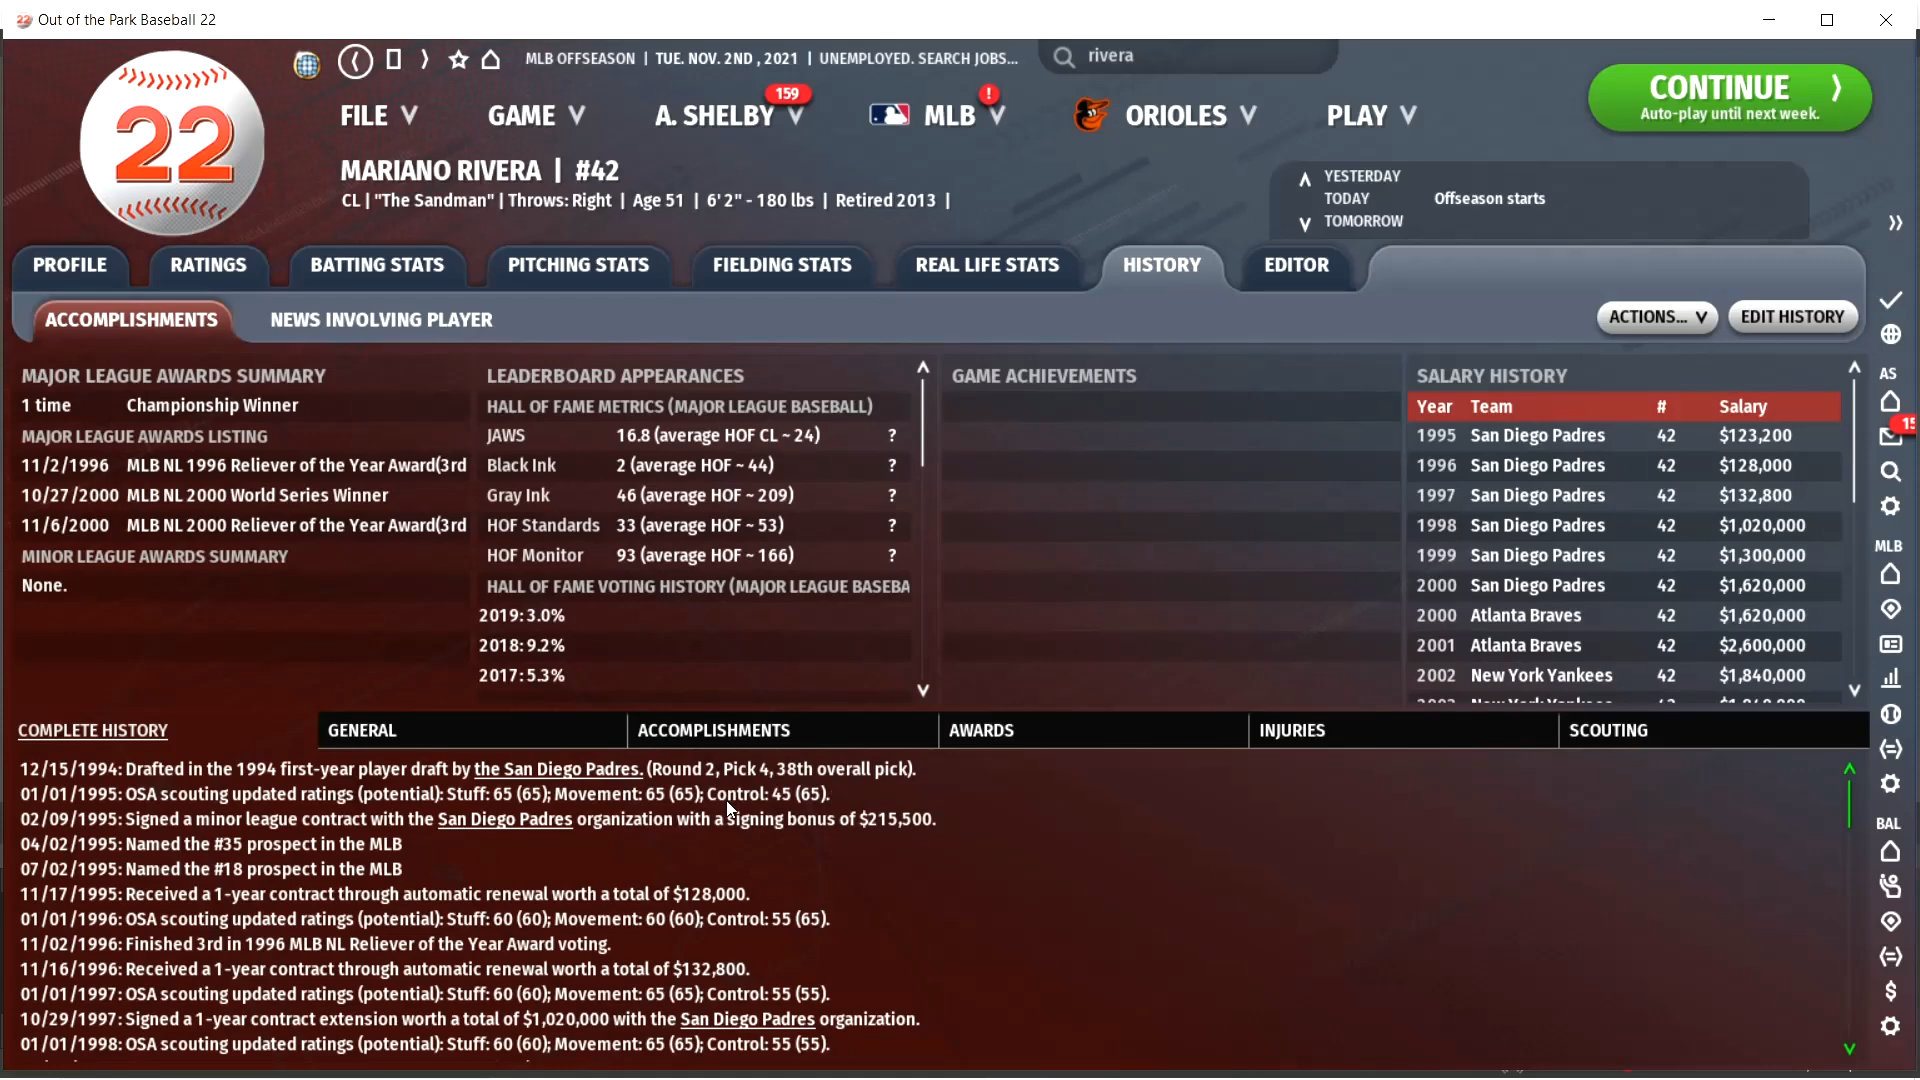 Out of the Park Baseball 22
MLB OFFSEASON | TUE. NOV. 2ND , 2021 | UNEMPLOYED. SEARCH JOBS...
rivera
22
FILE
GAME
A. SHELBY
159
MLB
!
ORIOLES
PLAY
CONTINUE
Auto-play until next week.
MARIANO RIVERA | #42
CL | "The Sandman" | Throws: Right | Age 51 | 6' 2" - 180 lbs | Retired 2013 |
YESTERDAY
TODAY Offseason starts
TOMORROW
PROFILE RATINGS BATTING STATS PITCHING STATS FIELDING STATS REAL LIFE STATS HISTORY EDITOR
ACCOMPLISHMENTS NEWS INVOLVING PLAYER
ACTIONS... EDIT HISTORY
MAJOR LEAGUE AWARDS SUMMARY
1 time Championship Winner
MAJOR LEAGUE AWARDS LISTING
11/2/1996 MLB NL 1996 Reliever of the Year Award(3rd
10/27/2000 MLB NL 2000 World Series Winner
11/6/2000 MLB NL 2000 Reliever of the Year Award(3rd
MINOR LEAGUE AWARDS SUMMARY
None.
LEADERBOARD APPEARANCES
HALL OF FAME METRICS (MAJOR LEAGUE BASEBALL)
JAWS 16.8 (average HOF CL ~ 24) ?
Black Ink 2 (average HOF ~ 44) ?
Gray Ink 46 (average HOF ~ 209) ?
HOF Standards 33 (average HOF ~ 53) ?
HOF Monitor 93 (average HOF ~ 166) ?
HALL OF FAME VOTING HISTORY (MAJOR LEAGUE BASEBA
2019: 3.0%
2018: 9.2%
2017: 5.3%
GAME ACHIEVEMENTS
SALARY HISTORY
Year Team # Salary
1995 San Diego Padres 42 $123,200
1996 San Diego Padres 42 $128,000
1997 San Diego Padres 42 $132,800
1998 San Diego Padres 42 $1,020,000
1999 San Diego Padres 42 $1,300,000
2000 San Diego Padres 42 $1,620,000
2000 Atlanta Braves 42 $1,620,000
2001 Atlanta Braves 42 $2,600,000
2002 New York Yankees 42 $1,840,000
AS
15
MLB
BAL
$
COMPLETE HISTORY GENERAL ACCOMPLISHMENTS AWARDS INJURIES SCOUTING
12/15/1994: Drafted in the 1994 first-year player draft by the San Diego Padres. (Round 2, Pick 4, 38th overall pick).
01/01/1995: OSA scouting updated ratings (potential): Stuff: 65 (65); Movement: 65 (65); Control: 45 (65).
02/09/1995: Signed a minor league contract with the San Diego Padres organization with a signing bonus of $215,500.
04/02/1995: Named the #35 prospect in the MLB
07/02/1995: Named the #18 prospect in the MLB
11/17/1995: Received a 1-year contract through automatic renewal worth a total of $128,000.
01/01/1996: OSA scouting updated ratings (potential): Stuff: 60 (60); Movement: 60 (60); Control: 55 (65).
11/02/1996: Finished 3rd in 1996 MLB NL Reliever of the Year Award voting.
11/16/1996: Received a 1-year contract through automatic renewal worth a total of $132,800.
01/01/1997: OSA scouting updated ratings (potential): Stuff: 60 (60); Movement: 65 (65); Control: 55 (55).
10/29/1997: Signed a 1-year contract extension worth a total of $1,020,000 with the San Diego Padres organization.
01/01/1998: OSA scouting updated ratings (potential): Stuff: 60 (60); Movement: 65 (65); Control: 55 (55).